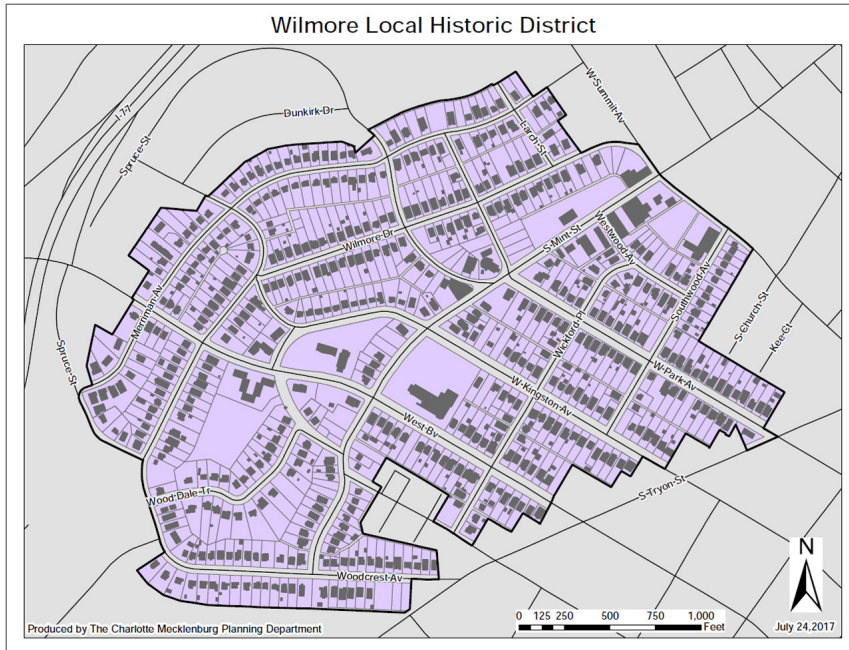 Wilmore Local Historic District
W-Summit-Av
I-77
Dunkirk Dr
Larch-St
Spruce-St
Wilmore-Dr
S-Mint-St
Westwood-Av
Southwood-Av
Merriman-Av
S-Church-St
Kee-Ct
Spruce-St
Wickford-Pl
W-Park-Av
W-Kingston-Av
West-Bv
S-Tryon-St
Wood-Dale-Tr
N
Woodcrest-Av
0 125 250 500 750 1,000
Feet
Produced by The Charlotte Mecklenburg Planning Department
July 24,2017